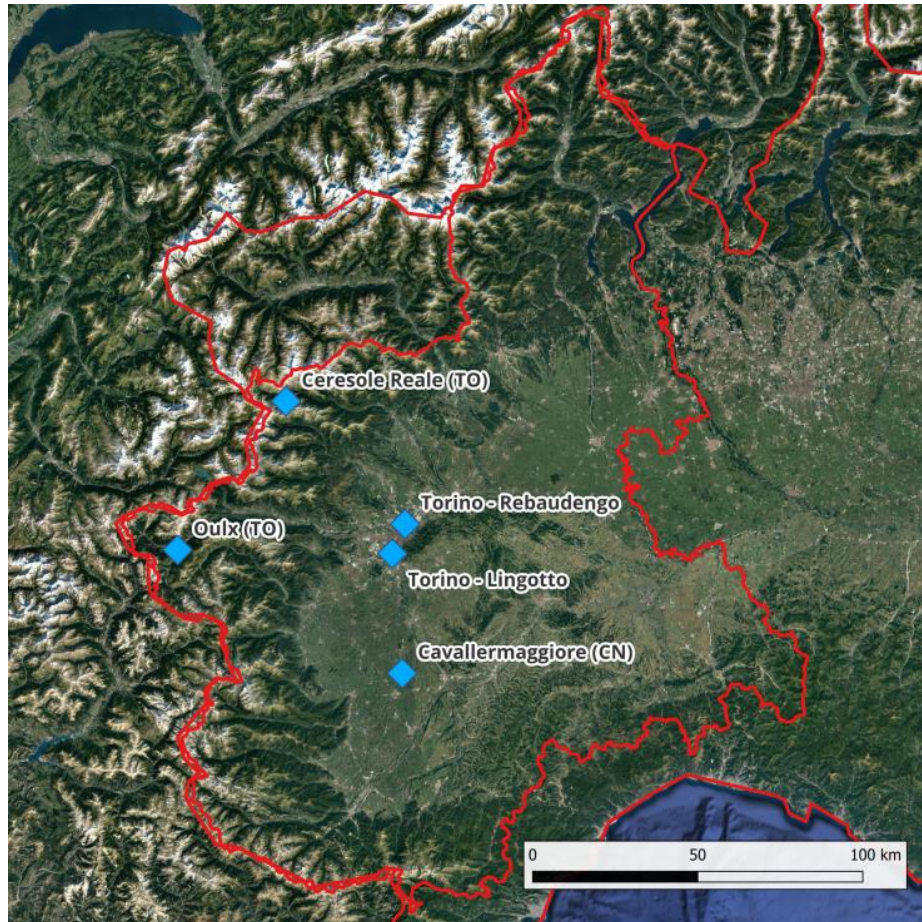 Ceresole Reale (TO)
Torino - Rebaudengo
Oulx (TO)
Torino - Lingotto
Cavallermaggiore (CN)
0 50 100 km